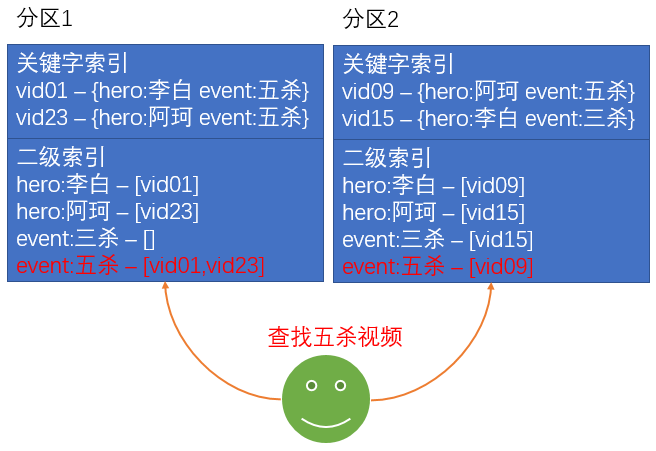 分区1
关键字索引
vid01 – {hero:李白 event:五杀}
vid23 – {hero:阿珂 event:五杀}
二级索引
hero:李白 – [vid01]
hero:阿珂 – [vid23]
event:三杀 – []
event:五杀 – [vid01,vid23]
分区2
关键字索引
vid09 – {hero:阿珂 event:五杀}
vid15 – {hero:李白 event:三杀}
二级索引
hero:李白 – [vid09]
hero:阿珂 – [vid15]
event:三杀 – [vid15]
event:五杀 – [vid09]
查找五杀视频